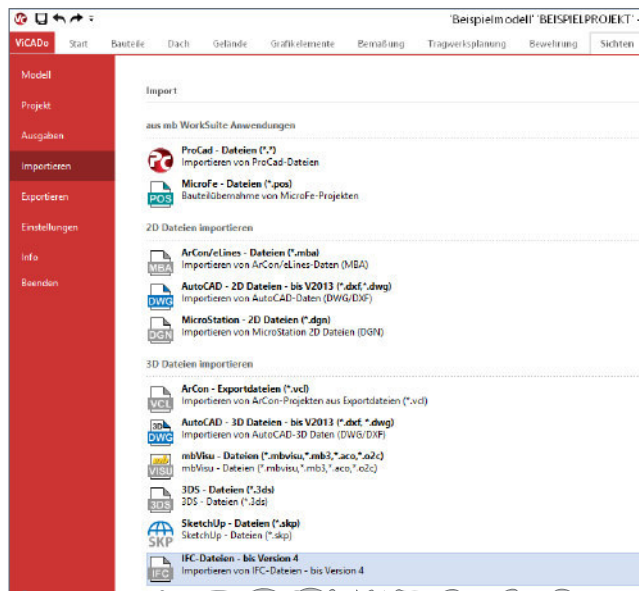 'Beispielmodell' 'BEISPIELPROJEKT' -
ViCADo Start Bauteile Dach Gelände Grafikelemente Bemaßung Tragwerksplanung Bewehrung Sichten
Modell
Projekt
Ausgaben
Importieren
Exportieren
Einstellungen
Info
Beenden
Import
aus mb WorkSuite Anwendungen
ProCad - Dateien (*.*)
Importieren von ProCad-Dateien
POS
MicroFe - Dateien (*.pos)
Bauteilübernahme von MicroFe-Projekten
2D Dateien importieren
MBA
ArCon/eLines - Dateien (*.mba)
Importieren von ArCon/eLines-Daten (MBA)
DWG
AutoCAD - 2D Dateien - bis V2013 (*.dxf,*.dwg)
Importieren von AutoCAD-Daten (DWG/DXF)
DGN
MicroStation - 2D Dateien (*.dgn)
Importieren von MicroStation 2D Dateien (DGN)
3D Dateien importieren
VCL
ArCon - Exportdateien (*.vcl)
Importieren von ArCon-Projekten aus Exportdateien (*.vcl)
3D
DWG
AutoCAD - 3D Dateien - bis V2013 (*.dxf, *.dwg)
Importieren von AutoCAD-3D Daten (DWG/DXF)
mb
VISU
mbVisu - Dateien (*.mbvisu,*.mb3,*.aco,*.o2c)
mbVisu - Dateien (*.mbvisu,*.mb3,*.aco,*.o2c)
3DS
3DS - Dateien (*.3ds)
3DS - Dateien (*.3ds)
SKP
SketchUp - Dateien (*.skp)
SketchUp - Dateien (*.skp)
IFC
IFC-Dateien - bis Version 4
Importieren von IFC-Dateien - bis Version 4